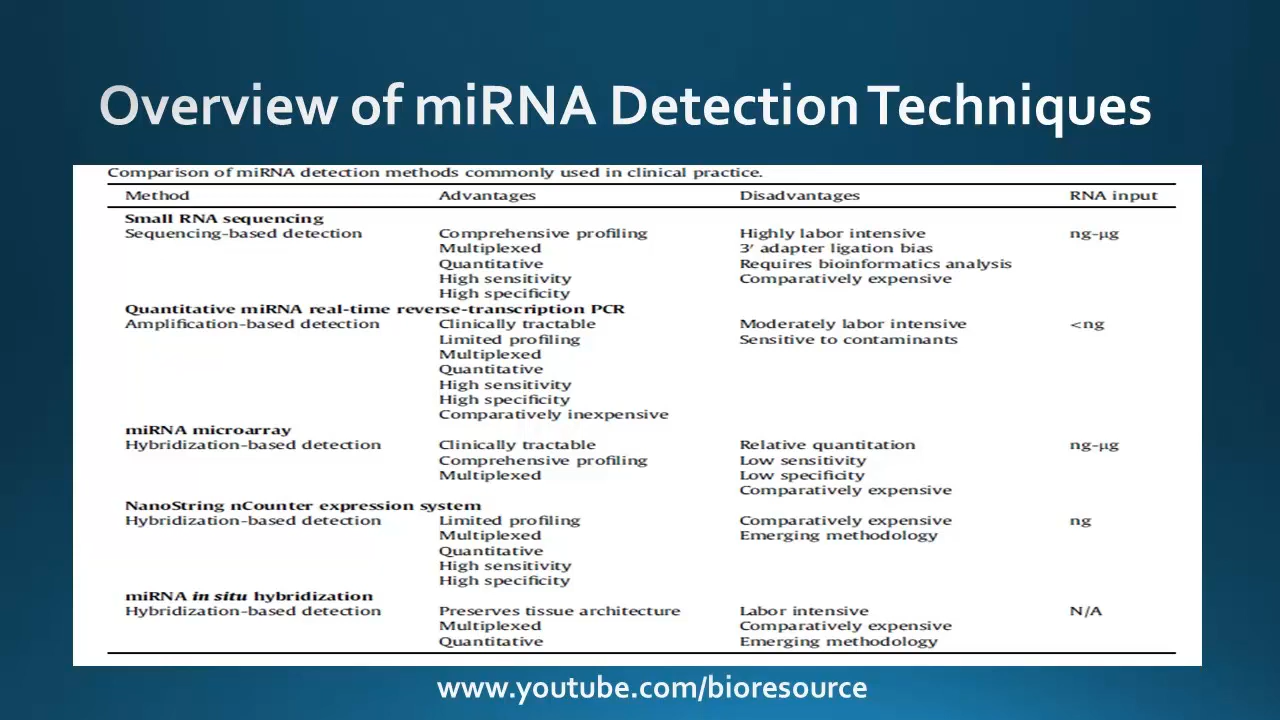 Overview of miRNA Detection Techniques
Comparison of miRNA detection methods commonly used in clinical practice.
Method Advantages Disadvantages RNA input
Small RNA sequencing
Sequencing-based detection Comprehensive profiling Highly labor intensive ng-μg
Multiplexed 3′ adapter ligation bias
Quantitative Requires bioinformatics analysis
High sensitivity Comparatively expensive
High specificity
Quantitative miRNA real-time reverse-transcription PCR
Amplification-based detection Clinically tractable Moderately labor intensive <ng
Limited profiling Sensitive to contaminants
Multiplexed
Quantitative
High sensitivity
High specificity
Comparatively inexpensive
miRNA microarray
Hybridization-based detection Clinically tractable Relative quantitation ng-μg
Comprehensive profiling Low sensitivity
Multiplexed Low specificity
Comparatively expensive
NanoString nCounter expression system
Hybridization-based detection Limited profiling Comparatively expensive ng
Multiplexed Emerging methodology
Quantitative
High sensitivity
High specificity
miRNA in situ hybridization
Hybridization-based detection Preserves tissue architecture Labor intensive N/A
Multiplexed Comparatively expensive
Quantitative Emerging methodology
www.youtube.com/bioresource